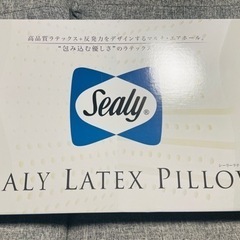 高品質ラテックス+反発力をデザインするマルチ・エアホール
"包み込む優しさ"のラテックス
Sealy®
ALY LATEX PILLOW